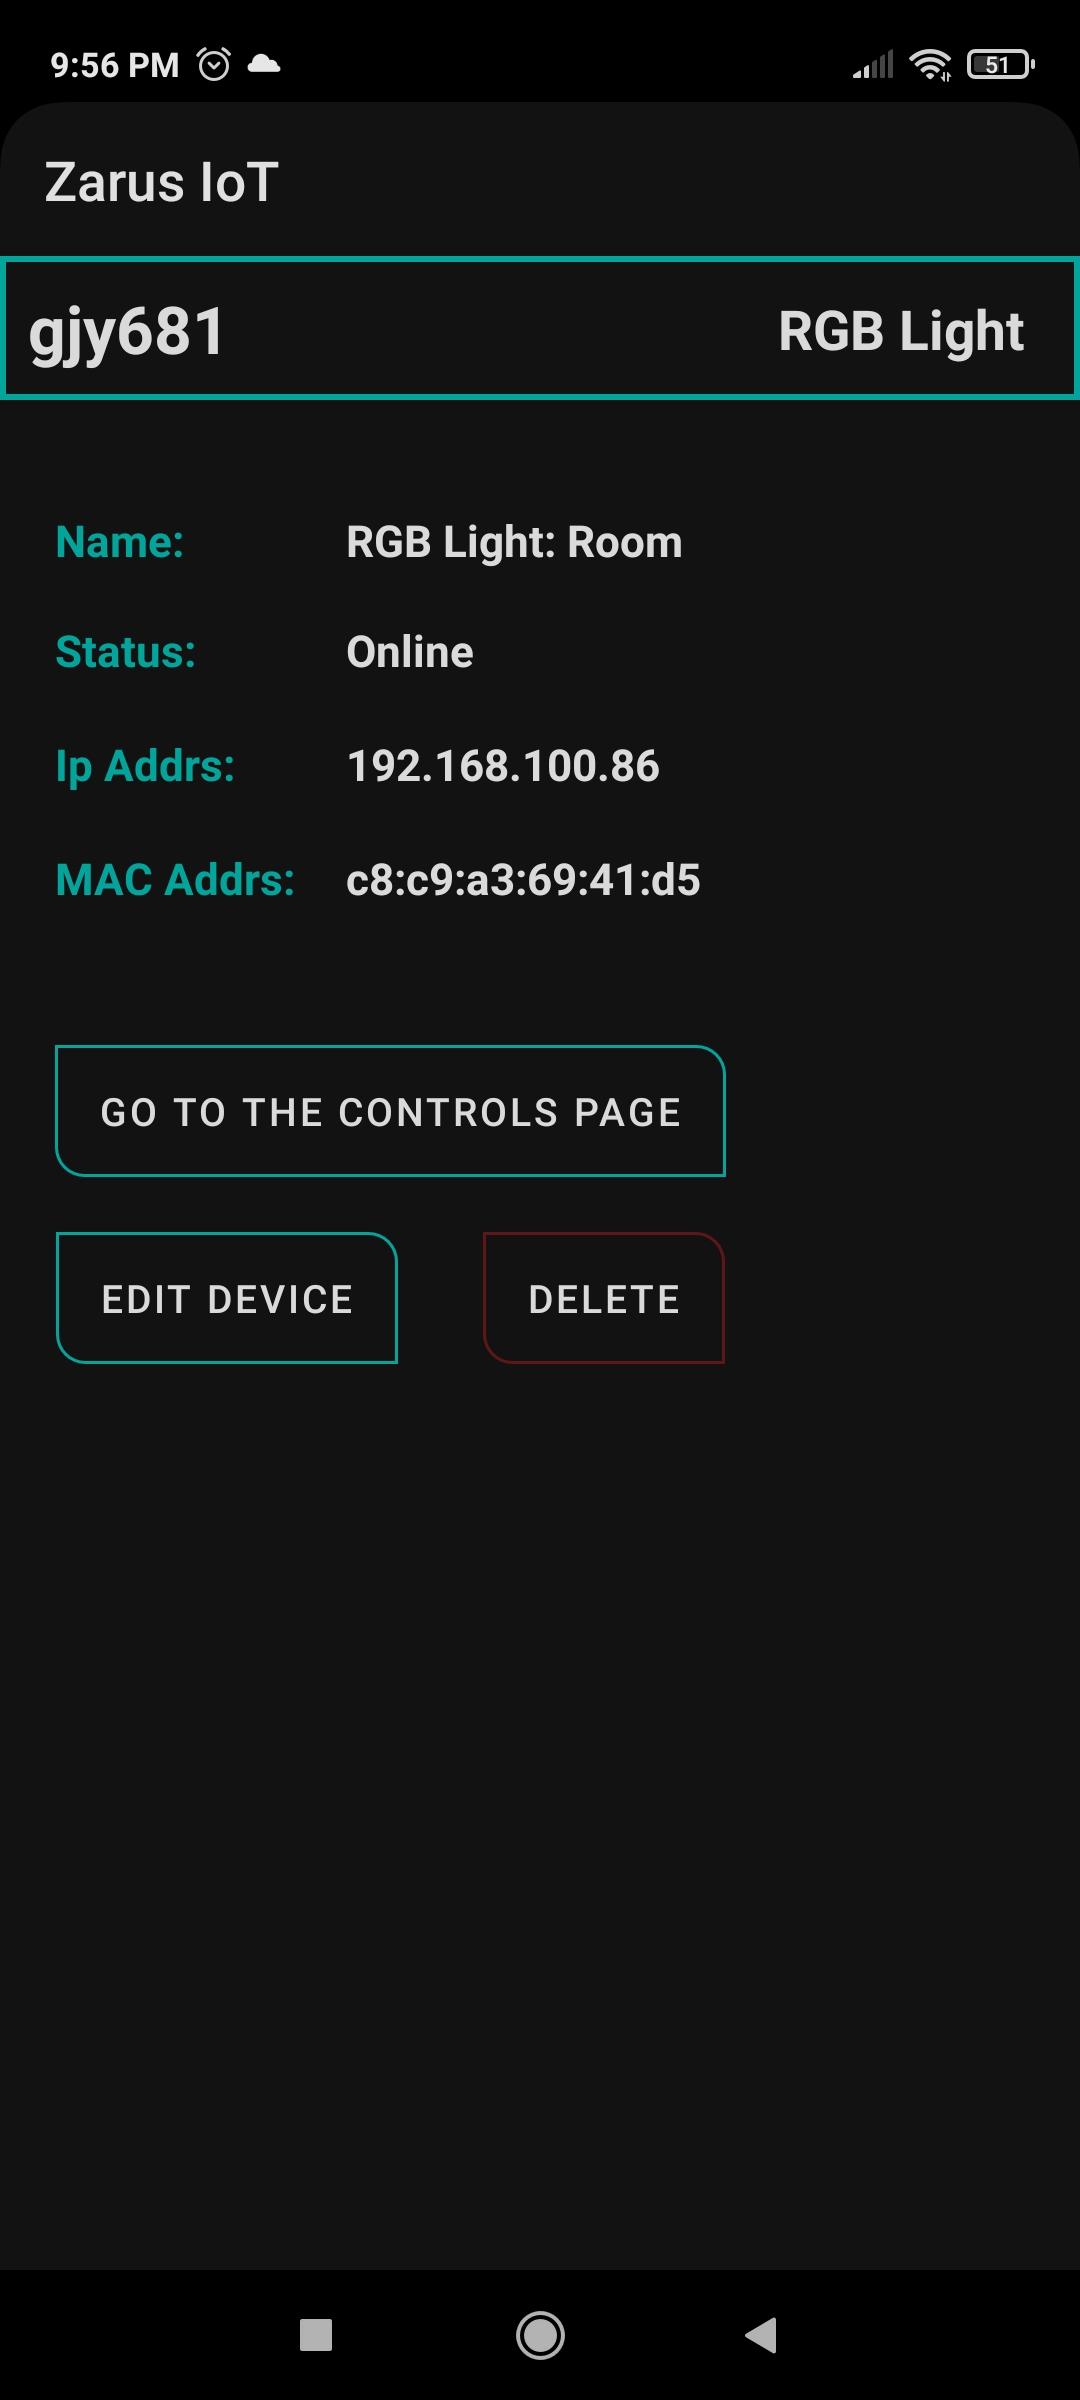 9:56 PM 51
Zarus IoT
gjy681 RGB Light
Name: RGB Light: Room
Status: Online
Ip Addrs: 192.168.100.86
MAC Addrs: c8:c9:a3:69:41:d5
GO TO THE CONTROLS PAGE
EDIT DEVICE DELETE